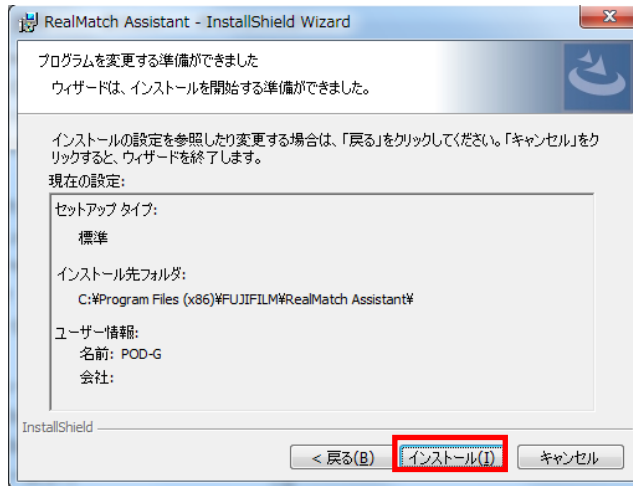 RealMatch Assistant - InstallShield Wizard
プログラムを変更する準備ができました
ウィザードは、インストールを開始する準備ができました。
インストールの設定を参照したり変更する場合は、「戻る」をクリックしてください。「キャンセル」をク
リックすると、ウィザードを終了します。
現在の設定:
セットアップ タイプ:
標準
インストール先フォルダ:
C:¥Program Files (x86)¥FUJIFILM¥RealMatch Assistant¥
ユーザー情報:
名前: POD-G
会社:
InstallShield
< 戻る(B) インストール(I) キャンセル